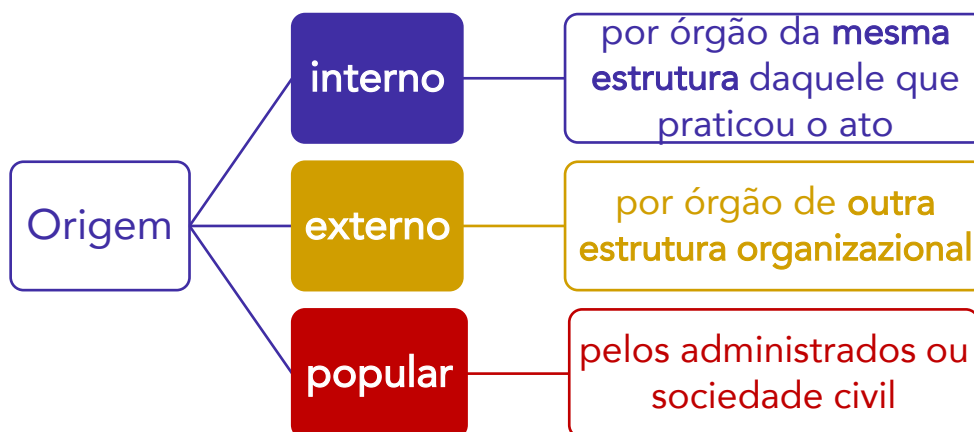 Origem
interno
por órgão da mesma
estrutura daquele que
praticou o ato
externo
por órgão de outra
estrutura organizazional
popular
pelos administrados ou
sociedade civil